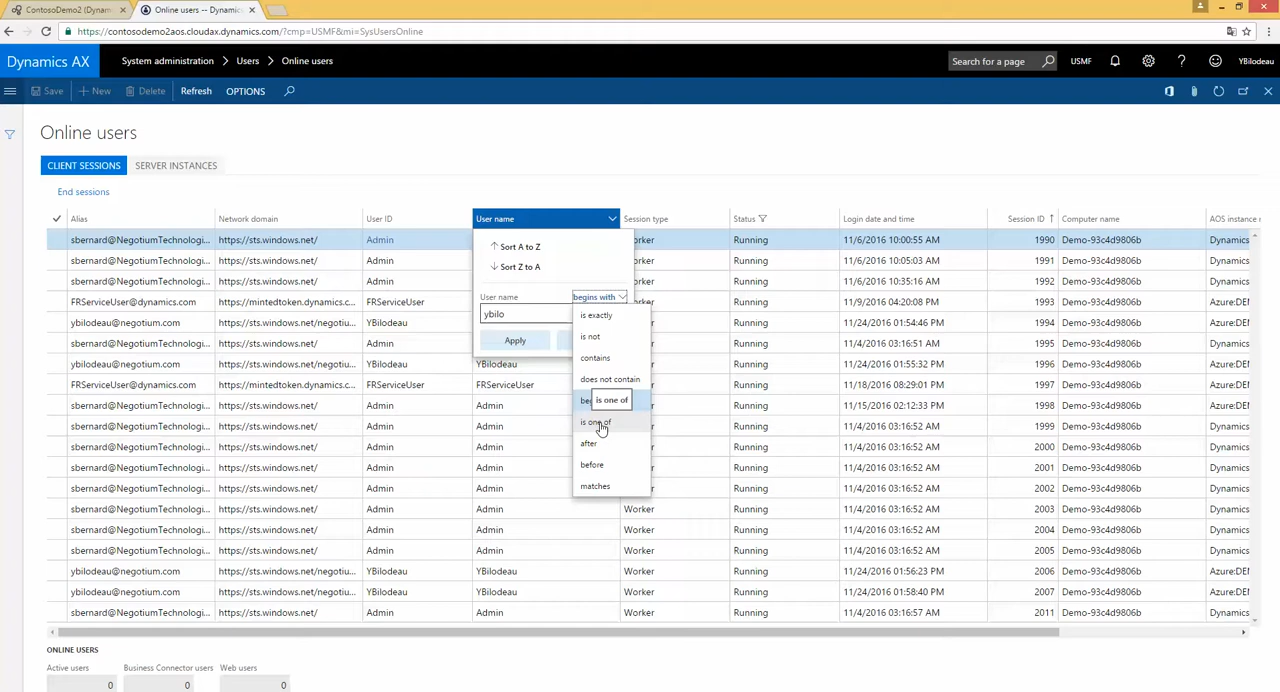 ContosoDemo2 (Dynam
Online users -- Dynamics
https://contosodemo2aos.cloudax.dynamics.com/?cmp=USMF&mi=SysUsersOnline
Dynamics AX
System administration > Users > Online users
Search for a page
USMF
YBilodeau
Save
New
Delete
Refresh
OPTIONS
Online users
CLIENT SESSIONS
SERVER INSTANCES
End sessions
Alias Network domain User ID User name Session type Status Login date and time Session ID Computer name AOS instance n
sbernard@NegotiumTechnologi... https://sts.windows.net/ Admin orker Running 11/6/2016 10:00:55 AM 1990 Demo-93c4d9806b Dynamics
Sort A to Z
sbernard@NegotiumTechnologi... https://sts.windows.net/ Admin orker Running 11/6/2016 10:05:03 AM 1991 Demo-93c4d9806b Dynamics
Sort Z to A
sbernard@NegotiumTechnologi... https://sts.windows.net/ Admin orker Running 11/6/2016 10:35:16 AM 1992 Demo-93c4d9806b Dynamics
User name begins with
FRServiceUser@dynamics.com https://mintedtoken.dynamics.c... FRServiceUser orker Running 11/9/2016 04:20:08 PM 1993 Demo-93c4d9806b Azure:DEM
ybilo
is exactly
ybilodeau@negotium.com https://sts.windows.net/negotiu... YBilodeau Running 11/24/2016 01:54:46 PM 1994 Demo-93c4d9806b Azure:DEM
is not
Apply
sbernard@NegotiumTechnologi... https://sts.windows.net/ Admin Running 11/4/2016 03:16:51 AM 1995 Demo-93c4d9806b Dynamics
contains
ybilodeau@negotium.com https://sts.windows.net/negotiu... YBilodeau YBilodeau Running 11/24/2016 01:55:32 PM 1996 Demo-93c4d9806b Azure:DEM
does not contain
FRServiceUser@dynamics.com https://mintedtoken.dynamics.c... FRServiceUser FRServiceUser Running 11/18/2016 08:29:01 PM 1997 Demo-93c4d9806b Azure:DEM
be
is one of
sbernard@NegotiumTechnologi... https://sts.windows.net/ Admin Admin Running 11/15/2016 02:12:33 PM 1998 Demo-93c4d9806b Dynamics
is one of
sbernard@NegotiumTechnologi... https://sts.windows.net/ Admin Admin Running 11/4/2016 03:16:51 AM 1999 Demo-93c4d9806b Dynamics
after
sbernard@NegotiumTechnologi... https://sts.windows.net/ Admin Admin Running 11/4/2016 03:16:52 AM 2000 Demo-93c4d9806b Dynamics
before
sbernard@NegotiumTechnologi... https://sts.windows.net/ Admin Admin Running 11/4/2016 03:16:52 AM 2001 Demo-93c4d9806b Dynamics
matches
sbernard@NegotiumTechnologi... https://sts.windows.net/ Admin Admin Running 11/4/2016 03:16:52 AM 2002 Demo-93c4d9806b Dynamics
sbernard@NegotiumTechnologi... https://sts.windows.net/ Admin Admin Worker Running 11/4/2016 03:16:52 AM 2003 Demo-93c4d9806b Dynamics
sbernard@NegotiumTechnologi... https://sts.windows.net/ Admin Admin Worker Running 11/4/2016 03:16:52 AM 2004 Demo-93c4d9806b Dynamics
sbernard@NegotiumTechnologi... https://sts.windows.net/ Admin Admin Worker Running 11/4/2016 03:16:52 AM 2005 Demo-93c4d9806b Dynamics
ybilodeau@negotium.com https://sts.windows.net/negotiu... YBilodeau YBilodeau Worker Running 11/24/2016 01:56:23 PM 2006 Demo-93c4d9806b Azure:DEM
ybilodeau@negotium.com https://sts.windows.net/negotiu... YBilodeau YBilodeau Worker Running 11/24/2016 01:58:40 PM 2007 Demo-93c4d9806b Azure:DEM
sbernard@NegotiumTechnologi... https://sts.windows.net/ Admin Admin Worker Running 11/4/2016 03:16:57 AM 2011 Demo-93c4d9806b Dynamics
ONLINE USERS
Active users Business Connector users Web users
0 0 0